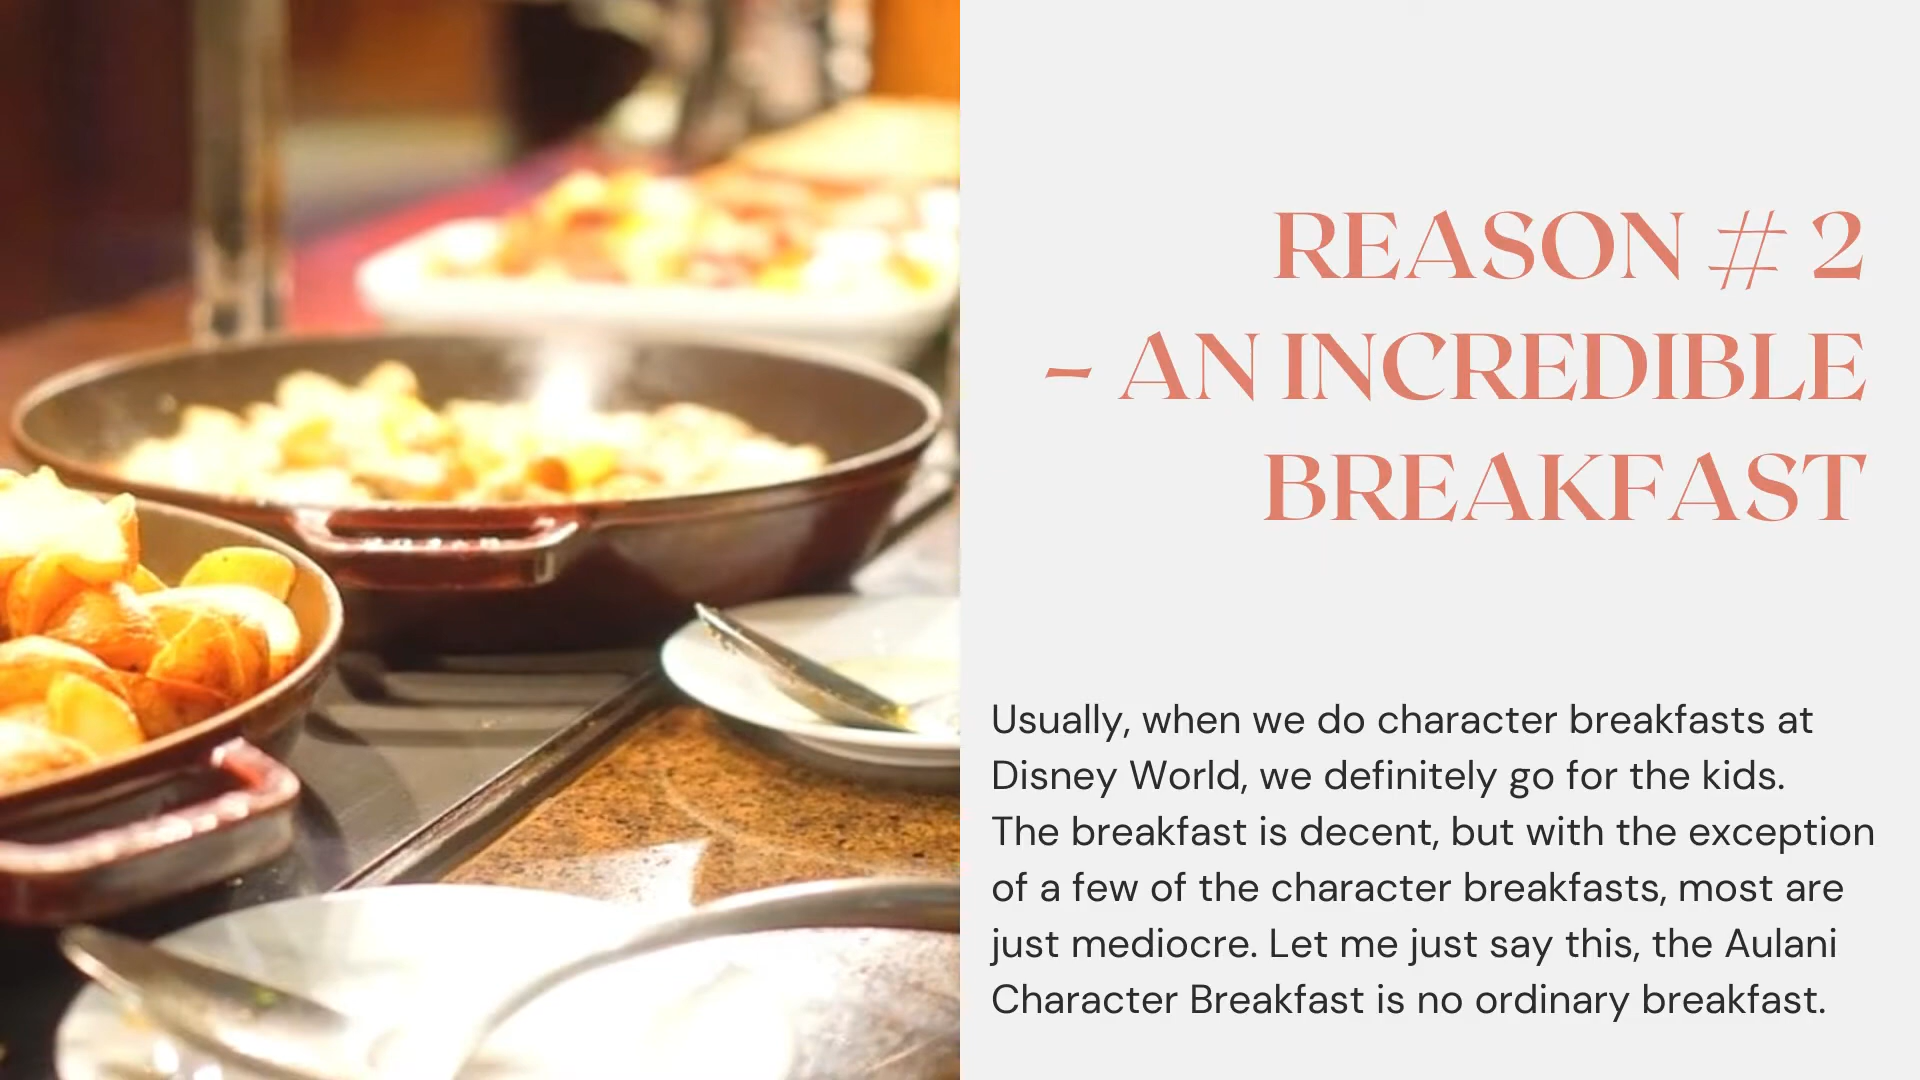 REASON # 2
– AN INCREDIBLE
BREAKFAST
Usually, when we do character breakfasts at
Disney World, we definitely go for the kids.
The breakfast is decent, but with the exception
of a few of the character breakfasts, most are
just mediocre. Let me just say this, the Aulani
Character Breakfast is no ordinary breakfast.